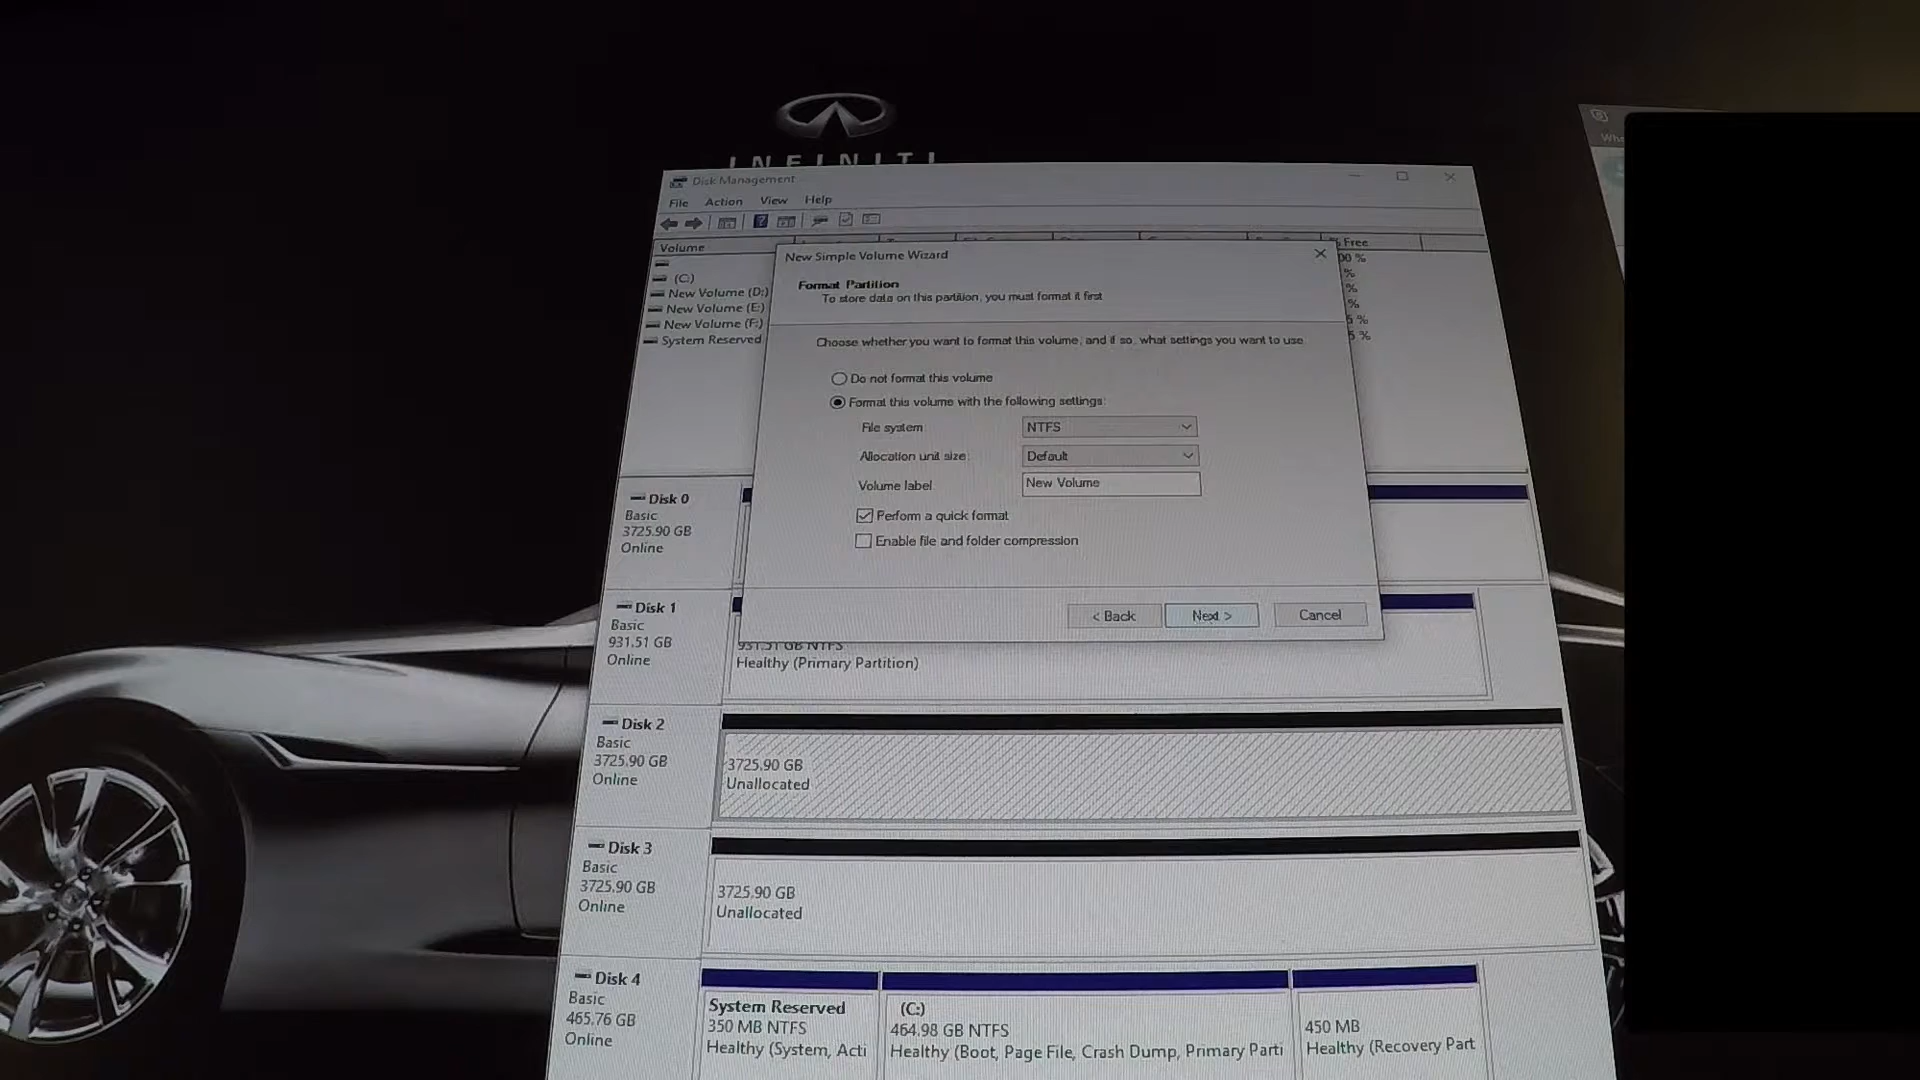 INFINITI
Disk Management
File Action View Help
Volume
% Free
00 %
(C:)
%
New Volume (D:)
%
New Volume (E:)
%
New Volume (F:)
5 %
System Reserved
5 %
New Simple Volume Wizard
Format Partition
To store data on this partition, you must format it first
Choose whether you want to format this volume, and if so, what settings you want to use.
Do not format this volume
Format this volume with the following settings:
File system: NTFS
Allocation unit size: Default
Volume label: New Volume
Perform a quick format
Enable file and folder compression
< Back Next > Cancel
Disk 0
Basic
3725.90 GB
Online
Disk 1
Basic
931.51 GB
Online
931.51 GB NTFS
Healthy (Primary Partition)
Disk 2
Basic
3725.90 GB
Online
3725.90 GB
Unallocated
Disk 3
Basic
3725.90 GB
Online
3725.90 GB
Unallocated
Disk 4
Basic
465.76 GB
Online
System Reserved
350 MB NTFS
Healthy (System, Acti
(C:)
464.98 GB NTFS
Healthy (Boot, Page File, Crash Dump, Primary Parti
450 MB
Healthy (Recovery Part